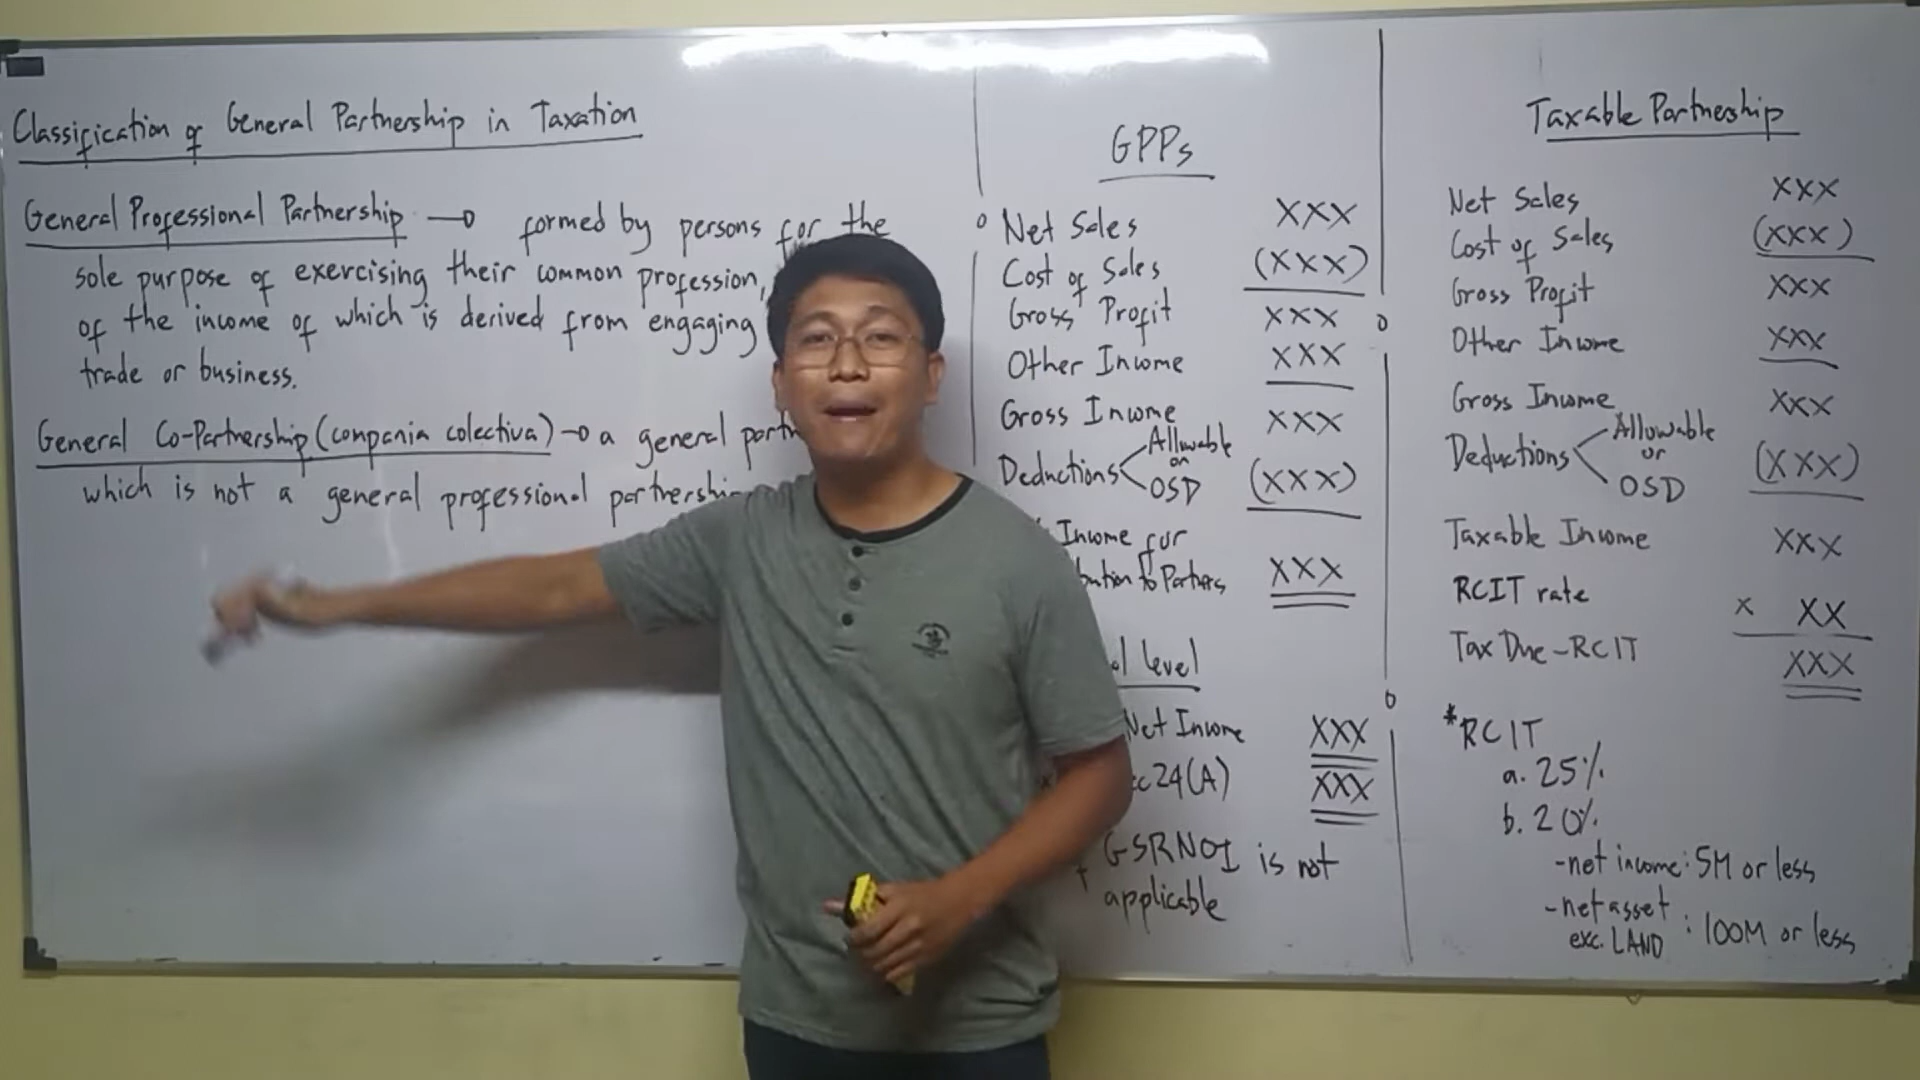 Classification of General Partnership in Taxation
General Professional Partnership → formed by persons for the
sole purpose of exercising their common profession,
of the income of which is derived from engaging
trade or business.
General Co-Partnership (compania colectiva) → a general
which is not a general professional partnership
GPPs
Net Sales XXX
Cost of Sales (XXX)
Gross Profit XXX
Other Income XXX
Gross Income XXX
Deductions Allowable or OSD (XXX)
Income for
to Partners XXX
level
Net Income XXX
24(A) XXX
GSRNOI is not
applicable
Taxable Partnership
Net Sales XXX
Cost of Sales (XXX)
Gross Profit XXX
Other Income XXX
Gross Income XXX
Deductions Allowable or OSD (XXX)
Taxable Income XXX
RCIT rate x XX
Tax Due - RCIT XXX
*RCIT
a. 25%
b. 20%
- net income: 5M or less
- net asset
exc. LAND : 100M or less